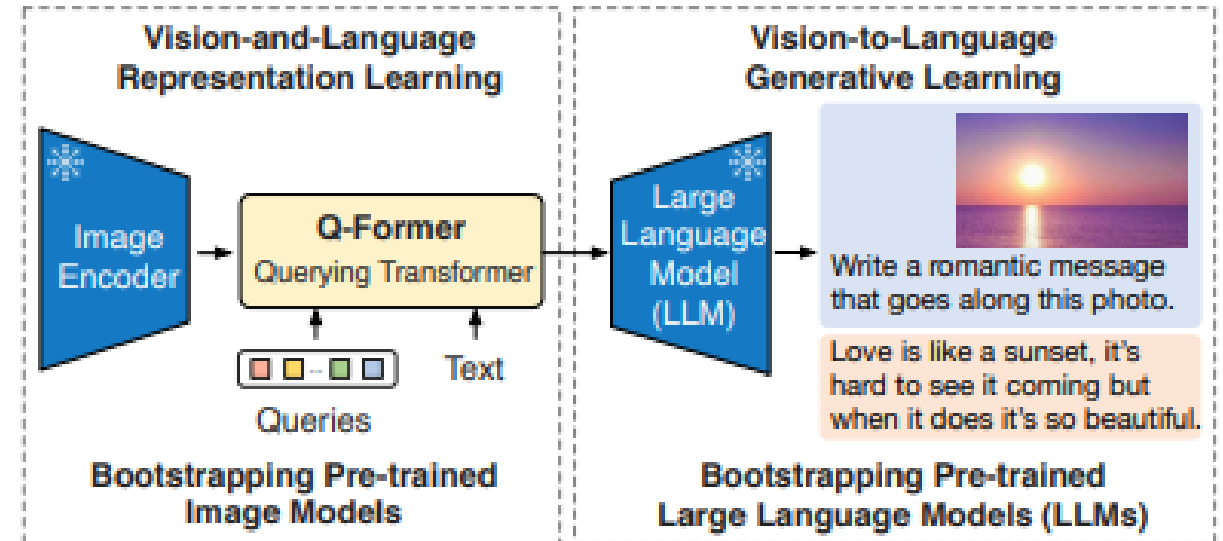 Vision-and-Language
Representation Learning
Image
Encoder
Q-Former
Querying Transformer
Queries
Text
Bootstrapping Pre-trained
Image Models
Vision-to-Language
Generative Learning
Large
Language
Model
(LLM)
Write a romantic message
that goes along this photo.
Love is like a sunset, it's
hard to see it coming but
when it does it's so beautiful.
Bootstrapping Pre-trained
Large Language Models (LLMs)